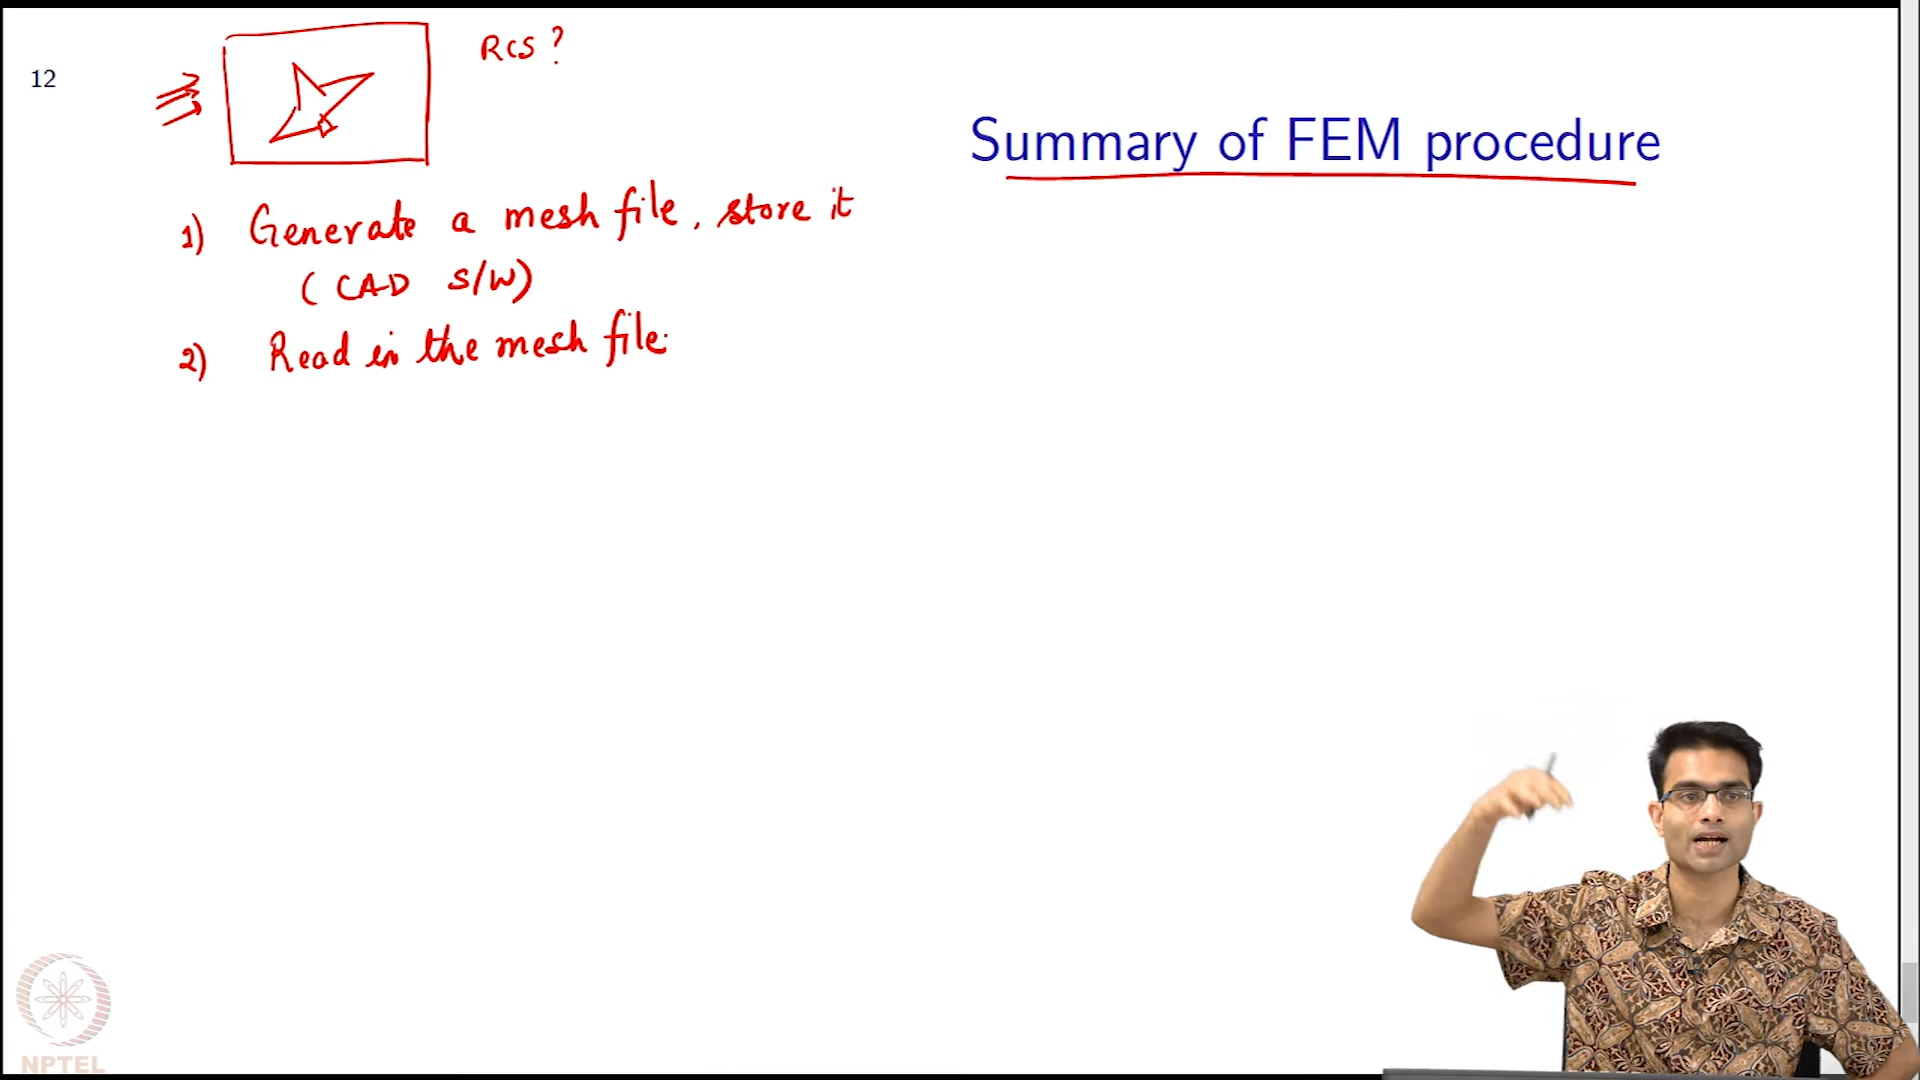 12
RCS ?
Summary of FEM procedure
1) Generate a mesh file, store it
(CAD S/W)
2) Read in the mesh file.
NPTEL